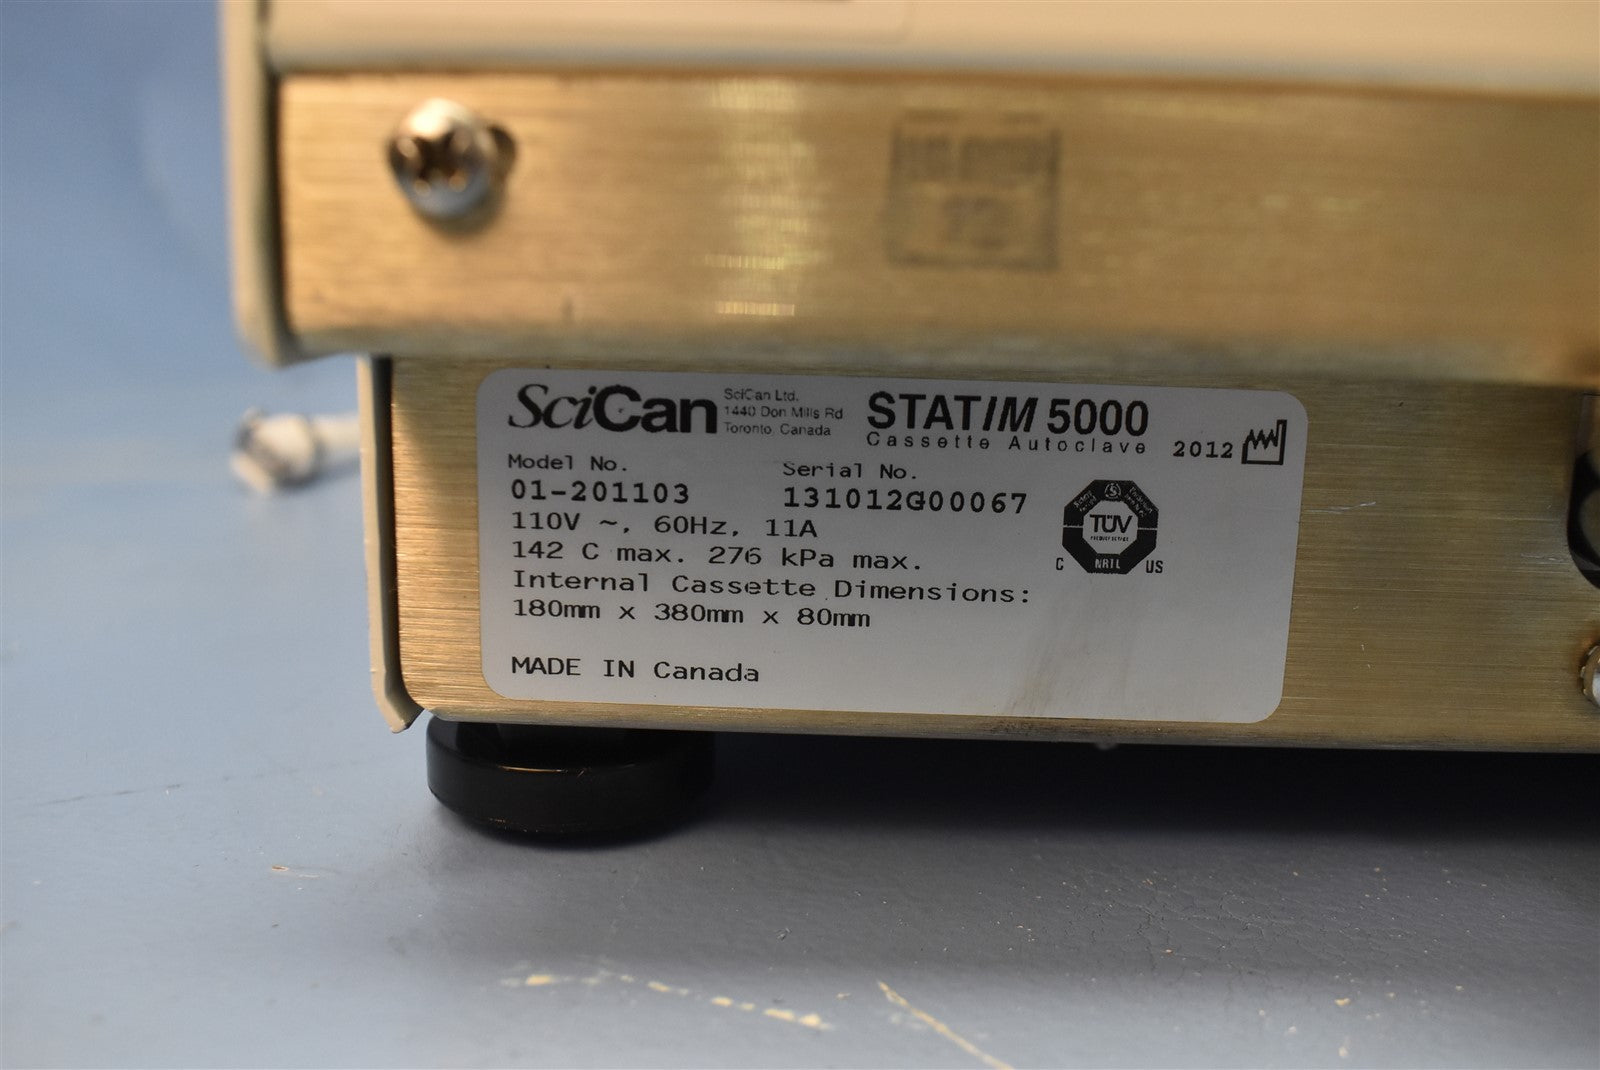 SciCan
SciCan Ltd.
1440 Don Mills Rd
Toronto, Canada
STATIM 5000
Cassette Autoclave
2012
Model No.
01-201103
Serial No.
131012G00067
110V ~, 60Hz, 11A
142 C max. 276 kPa max.
Internal Cassette Dimensions:
180mm x 380mm x 80mm
MADE IN Canada
TÜV
PRODUCT SERVICE
C NRTL US